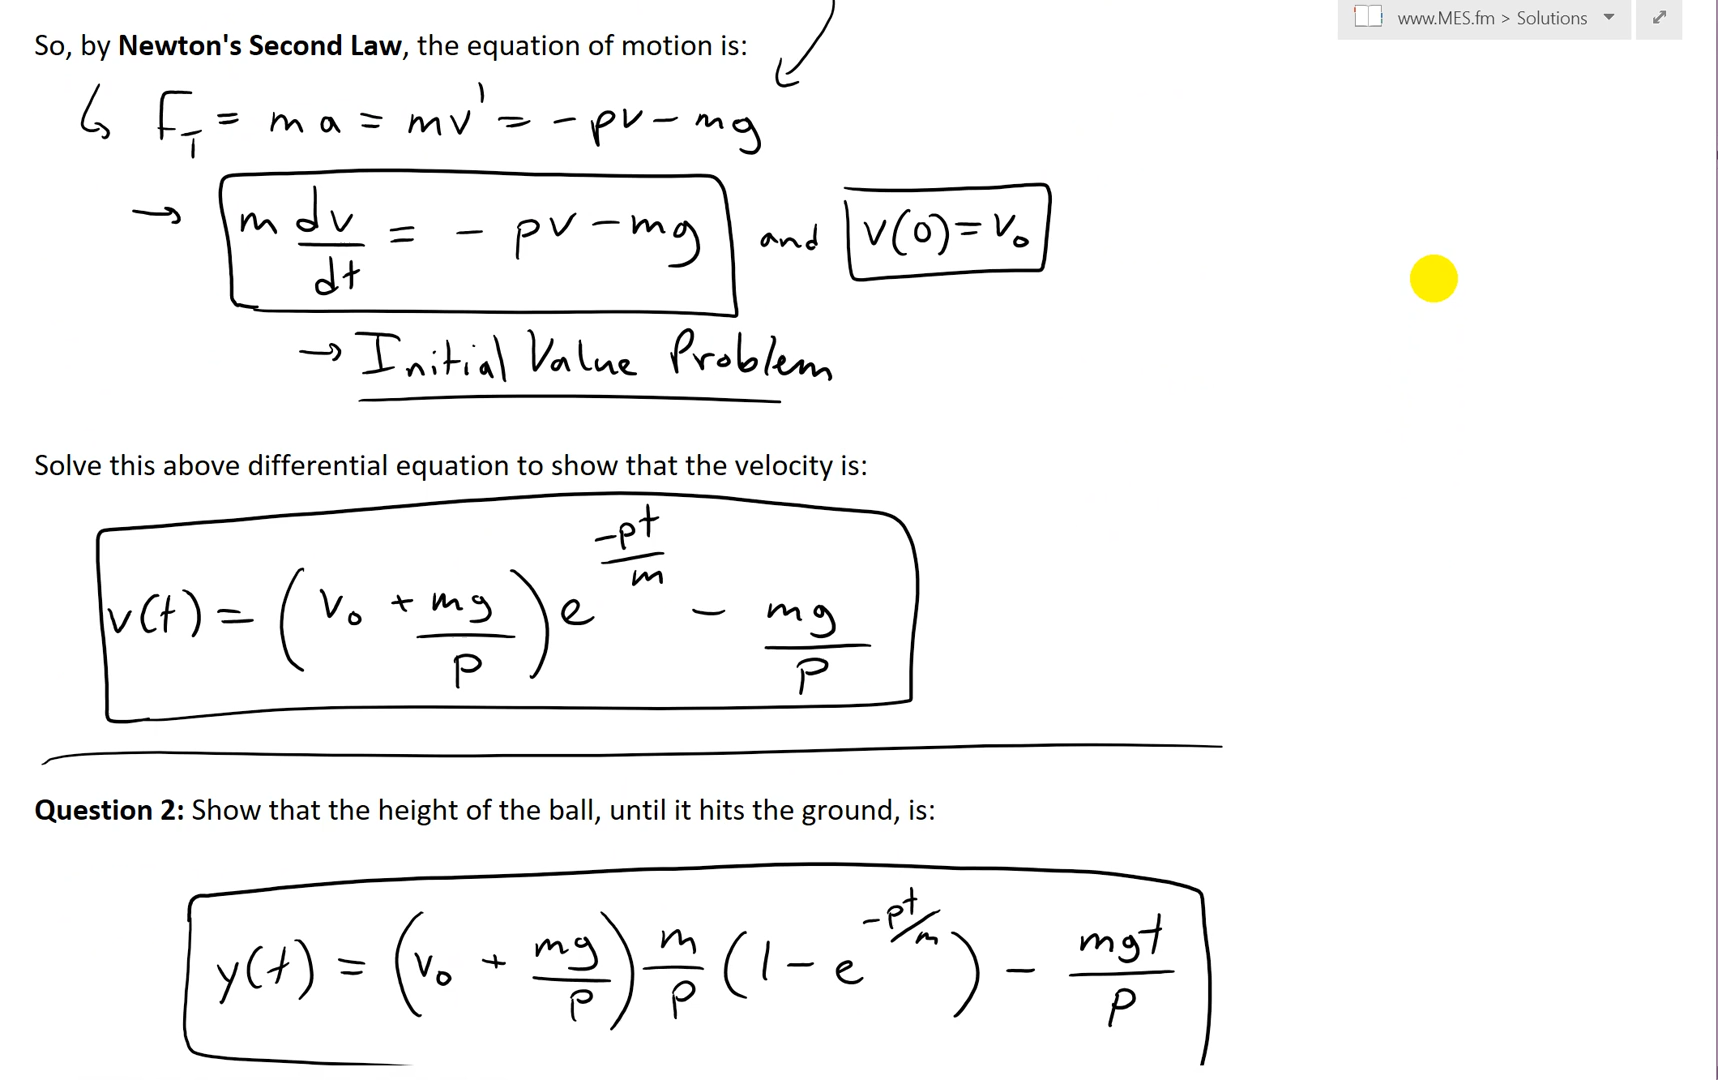 www.MES.fm > Solutions
So, by Newton's Second Law, the equation of motion is:
F_T = ma = mv' = -pv - mg
→ m dv/dt = - pv - mg and v(0) = v₀
→ Initial Value Problem
Solve this above differential equation to show that the velocity is:
v(t) = (v₀ + mg/p) e^(-pt/m) - mg/p
Question 2: Show that the height of the ball, until it hits the ground, is:
y(t) = (v₀ + mg/p) m/p (1 - e^(-pt/m)) - mgt/p